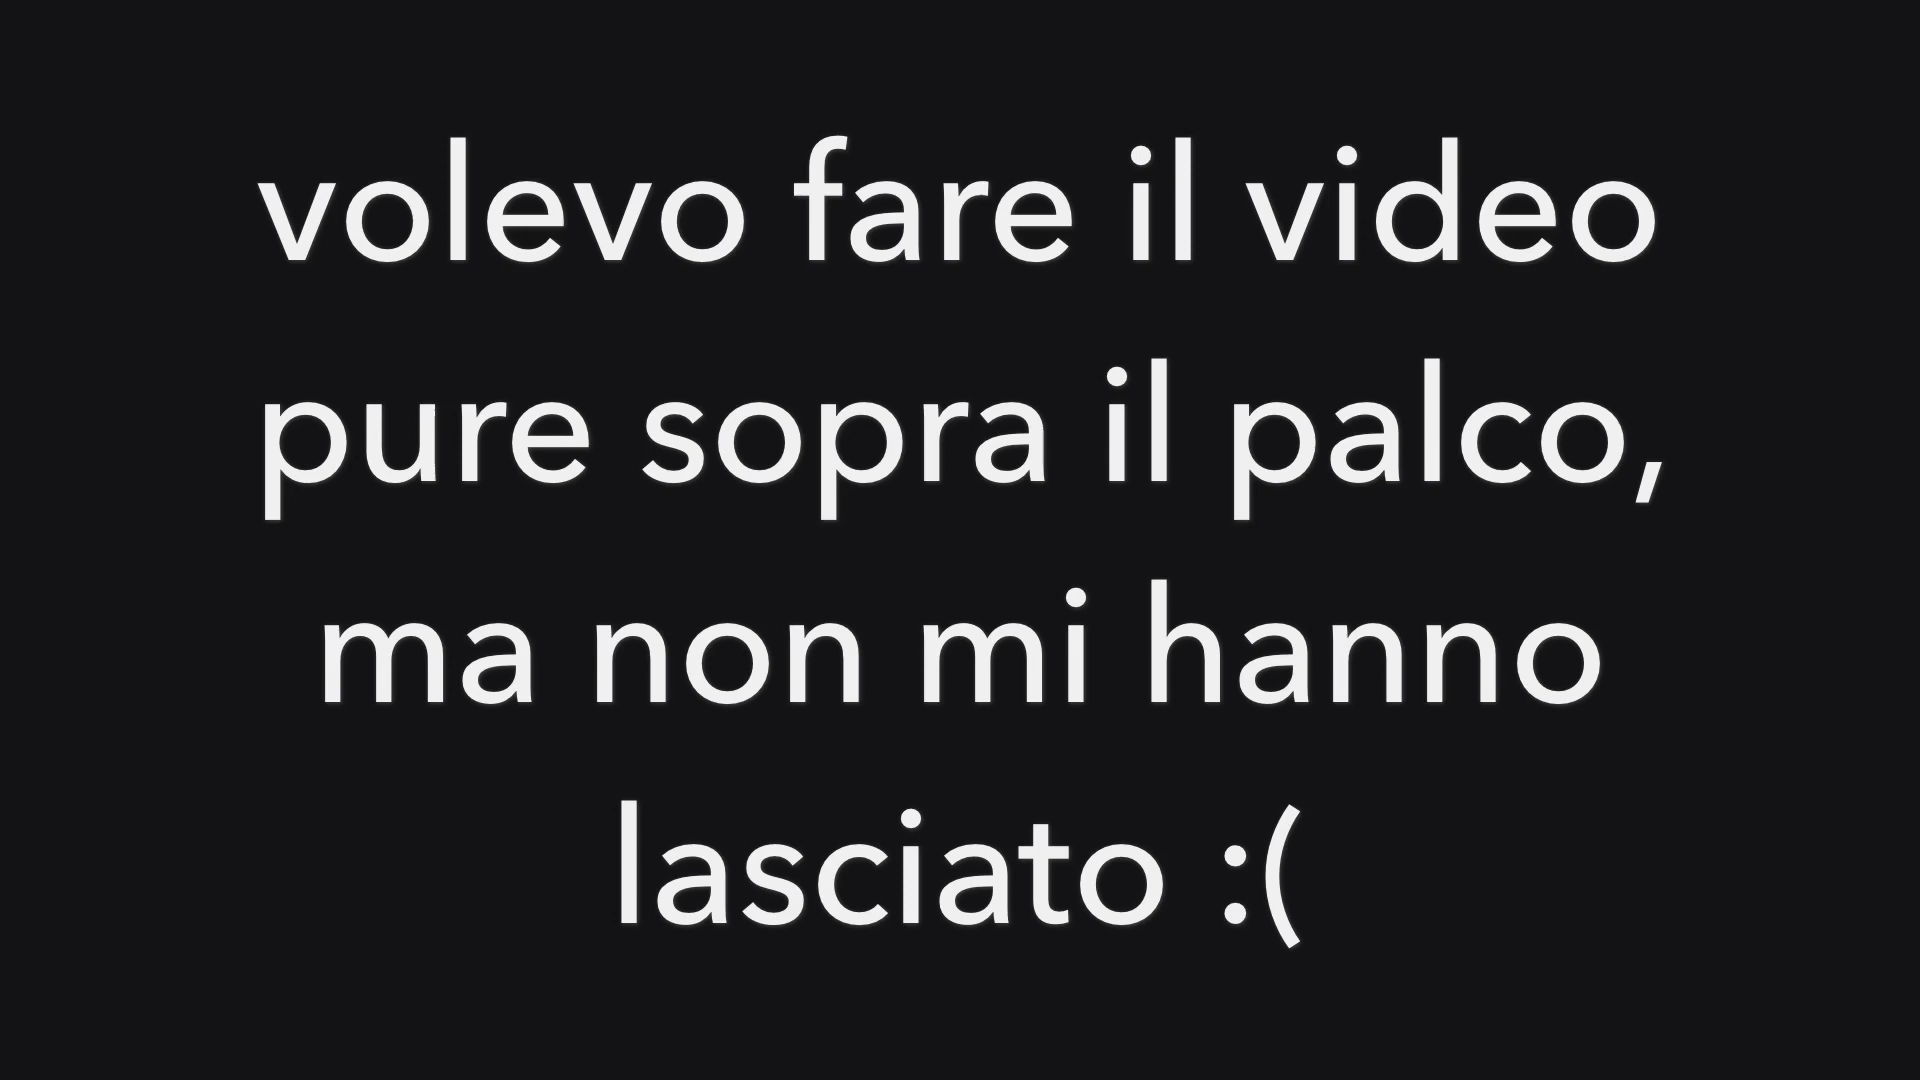 volevo fare il video
pure sopra il palco,
ma non mi hanno
lasciato :(